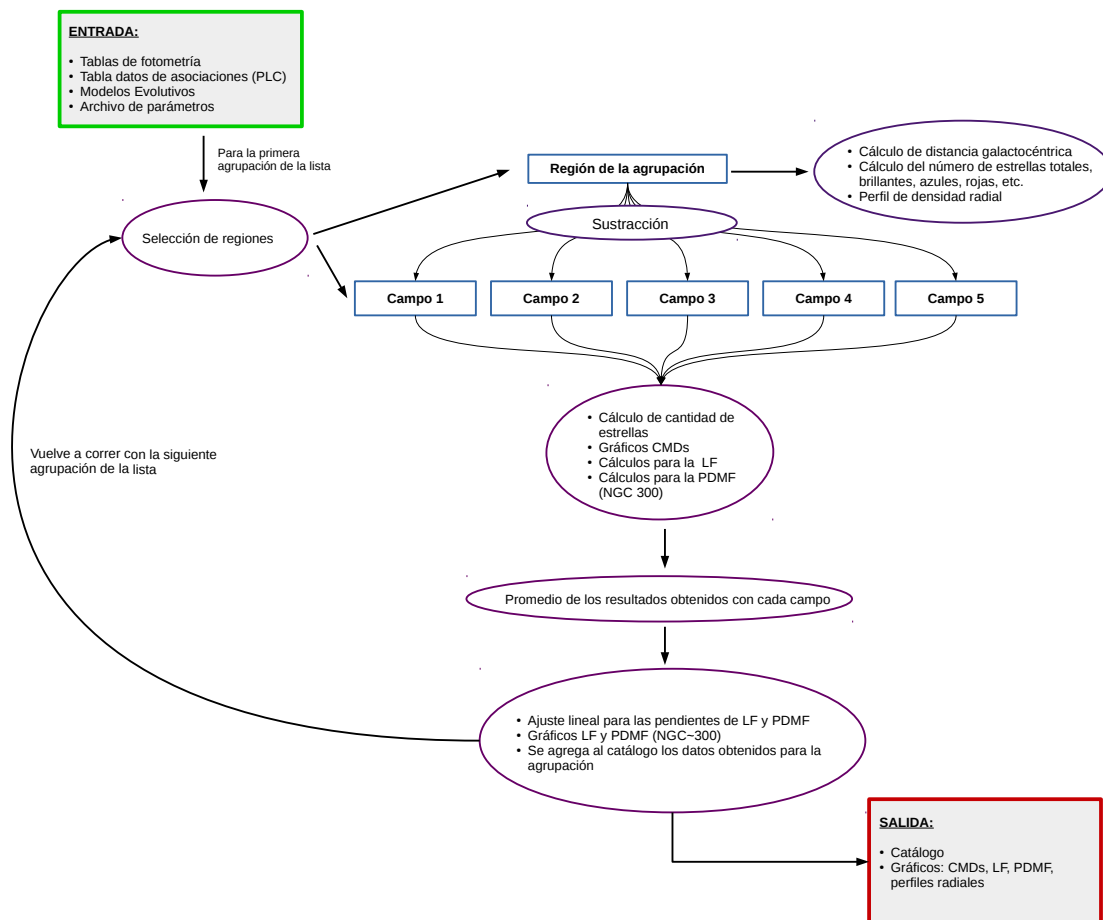 ENTRADA:
• Tablas de fotometría
• Tabla datos de asociaciones (PLC)
• Modelos Evolutivos
• Archivo de parámetros
Para la primera
agrupación de la lista
Región de la agrupación
• Cálculo de distancia galactocéntrica
• Cálculo del número de estrellas totales,
brillantes, azules, rojas, etc.
• Perfil de densidad radial
Selección de regiones
Sustracción
Campo 1
Campo 2
Campo 3
Campo 4
Campo 5
• Cálculo de cantidad de
estrellas
• Gráficos CMDs
• Cálculos para la LF
• Cálculos para la PDMF
(NGC 300)
Vuelve a correr con la siguiente
agrupación de la lista
Promedio de los resultados obtenidos con cada campo
• Ajuste lineal para las pendientes de LF y PDMF
• Gráficos LF y PDMF (NGC~300)
• Se agrega al catálogo los datos obtenidos para la
agrupación
SALIDA:
• Catálogo
• Gráficos: CMDs, LF, PDMF,
perfiles radiales